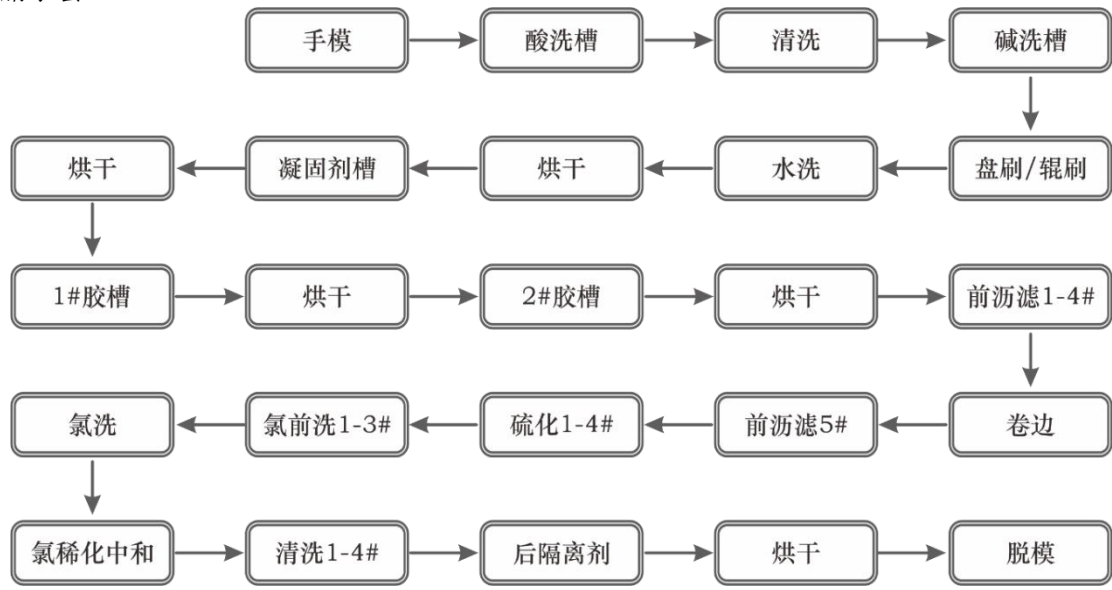 手模 酸洗槽 清洗 碱洗槽
烘干 凝固剂槽 烘干 水洗 盘刷/辊刷
1#胶槽 烘干 2#胶槽 烘干 前沥滤1-4#
氯洗 氯前洗1-3# 硫化1-4# 前沥滤5# 卷边
氯稀化中和 清洗1-4# 后隔离剂 烘干 脱模